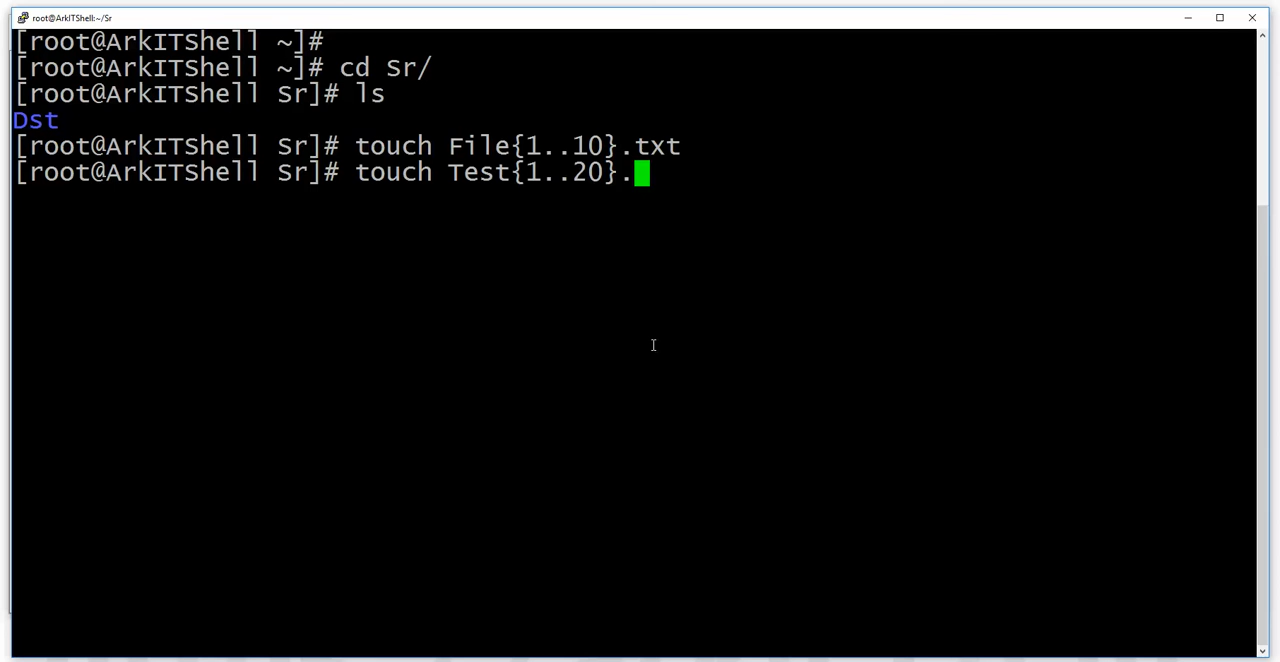 root@ArkITShell:~/Sr
[root@ArkITShell ~]#
[root@ArkITShell ~]# cd Sr/
[root@ArkITShell Sr]# ls
Dst
[root@ArkITShell Sr]# touch File{1..10}.txt
[root@ArkITShell Sr]# touch Test{1..20}.